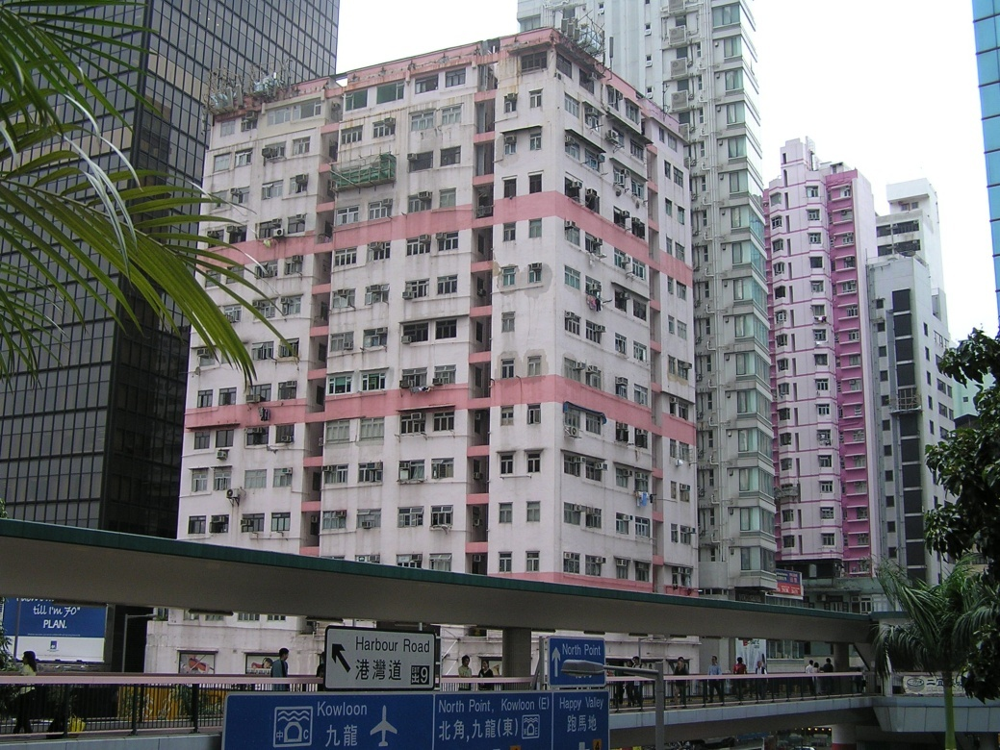 till I'm 70"
PLAN.
Harbour Road
港灣道 9
North Point
Kowloon
九龍
中 C
North Point, Kowloon (E)
北角,九龍(東)
Happy Valley
跑馬地